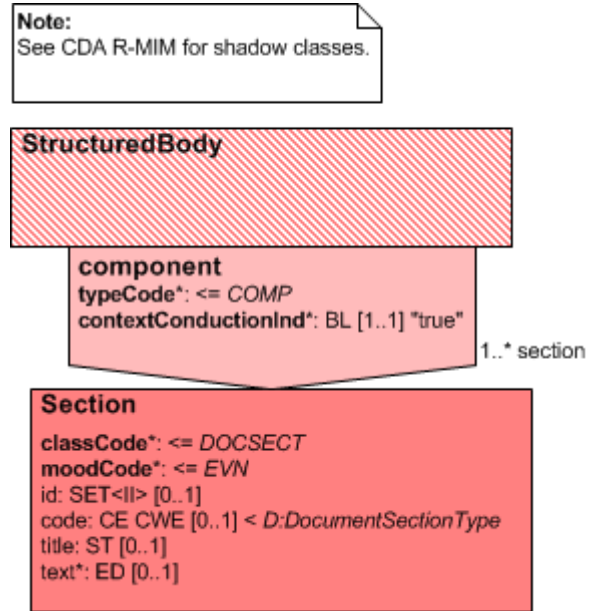 Note:
See CDA R-MIM for shadow classes.
StructuredBody
component
typeCode*: <= COMP
contextConductionInd*: BL [1..1] "true"
1..* section
Section
classCode*: <= DOCSECT
moodCode*: <= EVN
id: SET<II> [0..1]
code: CE CWE [0..1] < D:DocumentSectionType
title: ST [0..1]
text*: ED [0..1]